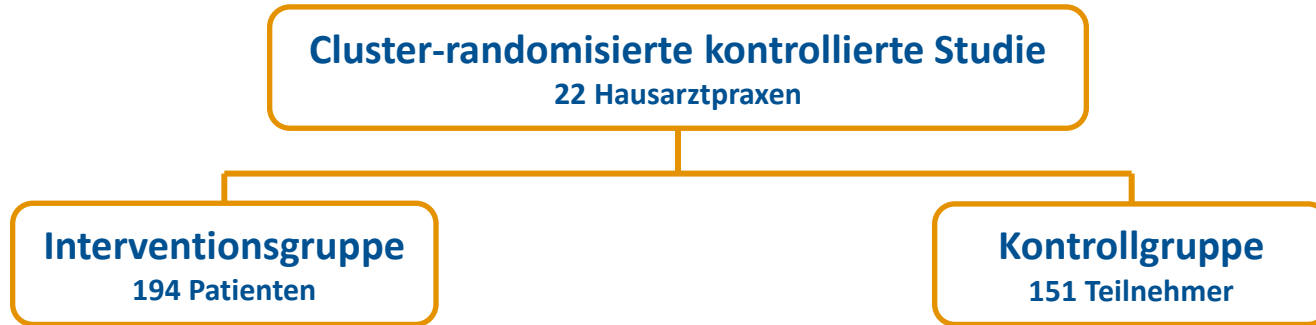 Cluster-randomisierte kontrollierte Studie
22 Hausarztpraxen
Interventionsgruppe
194 Patienten
Kontrollgruppe
151 Teilnehmer